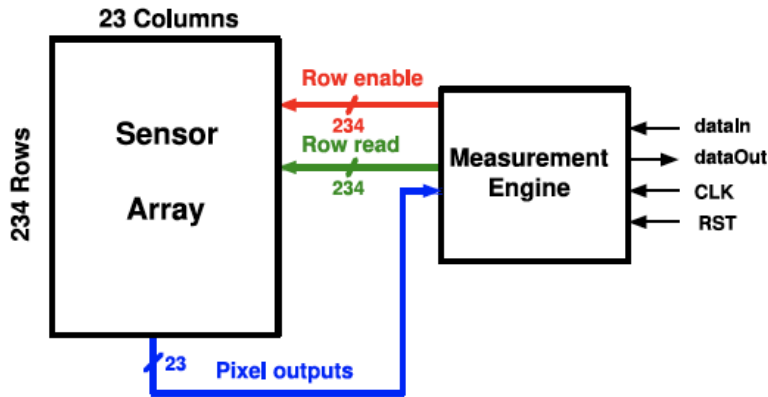 23 Columns
234 Rows
Sensor
Array
Row enable
234
Row read
234
Measurement
Engine
dataIn
dataOut
CLK
RST
23
Pixel outputs